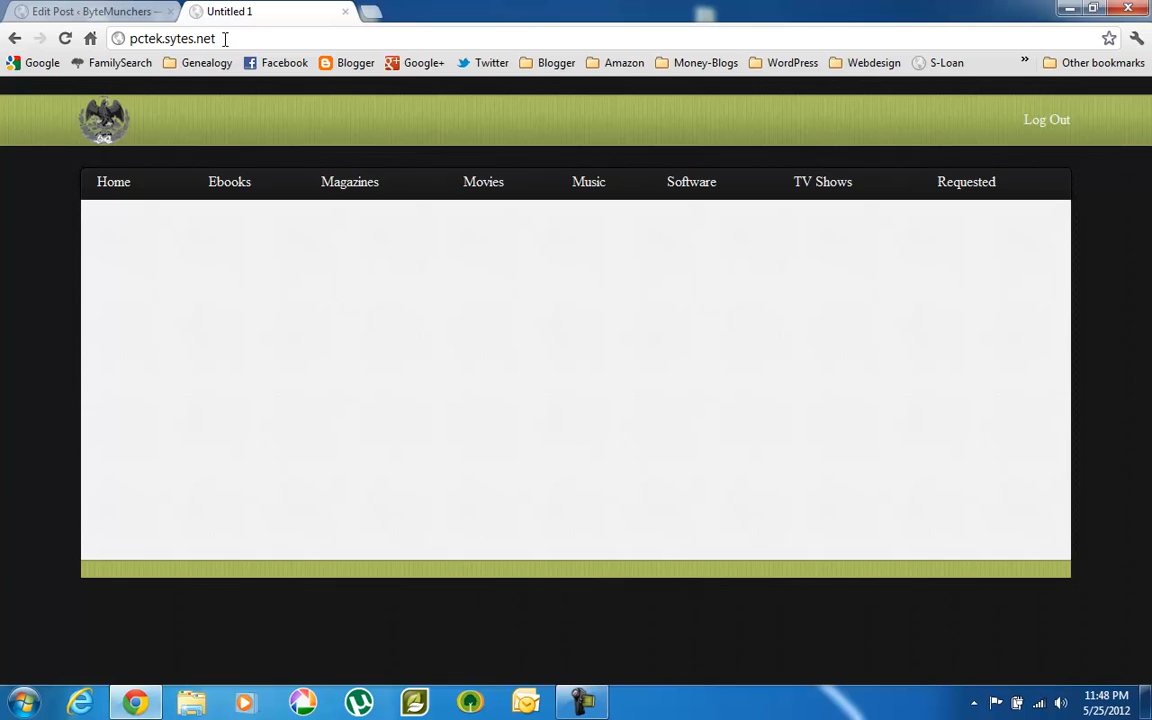 Edit Post ‹ ByteMunchers —
Untitled 1
pctek.sytes.net
Google FamilySearch Genealogy Facebook Blogger Google+ Twitter Blogger Amazon Money-Blogs WordPress Webdesign S-Loan » Other bookmarks
Log Out
Home Ebooks Magazines Movies Music Software TV Shows Requested
11:48 PM
5/25/2012